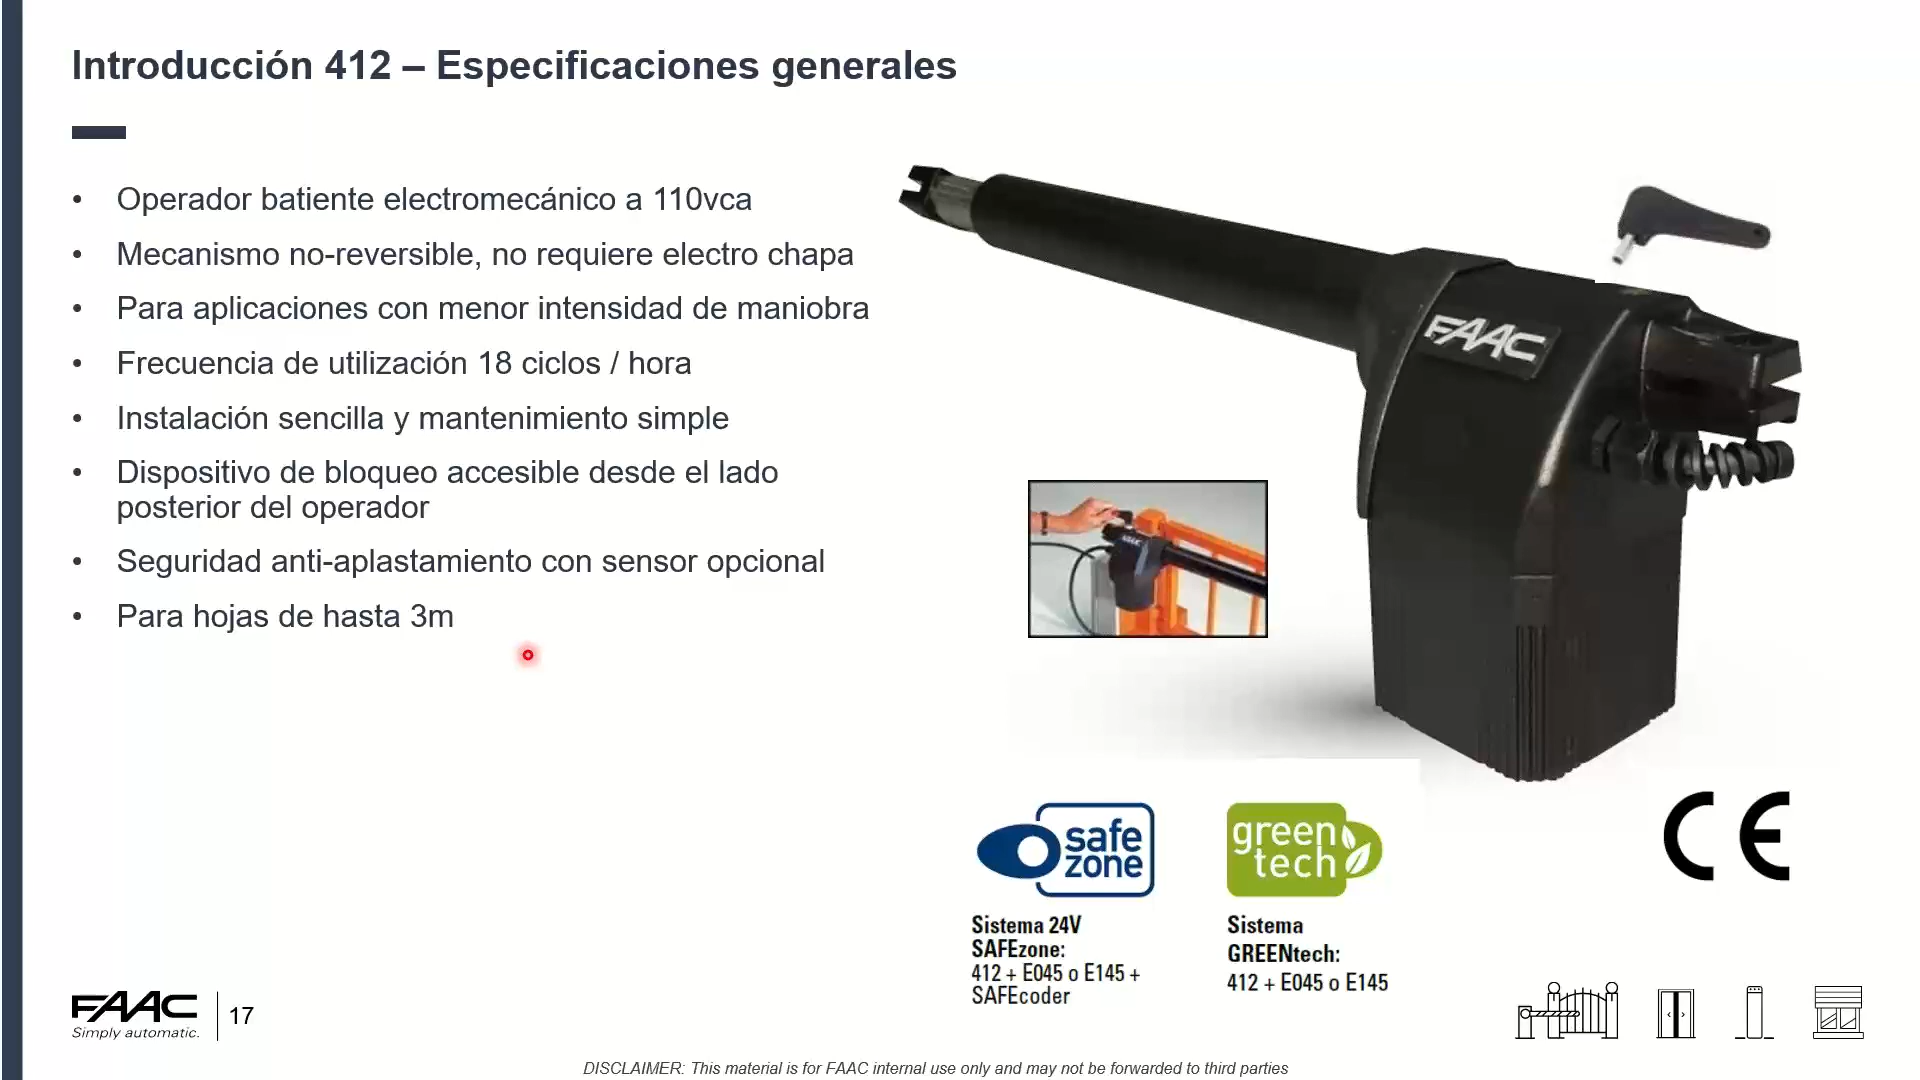 Introducción 412 – Especificaciones generales
• Operador batiente electromecánico a 110vca
• Mecanismo no-reversible, no requiere electro chapa
• Para aplicaciones con menor intensidad de maniobra
• Frecuencia de utilización 18 ciclos / hora
• Instalación sencilla y mantenimiento simple
• Dispositivo de bloqueo accesible desde el lado
posterior del operador
• Seguridad anti-aplastamiento con sensor opcional
• Para hojas de hasta 3m
FAAC
safe
zone
Sistema 24V
SAFEzone:
412 + E045 o E145 +
SAFEcoder
green
tech
Sistema
GREENtech:
412 + E045 o E145
CE
FAAC
Simply automatic.
17
DISCLAIMER: This material is for FAAC internal use only and may not be forwarded to third parties